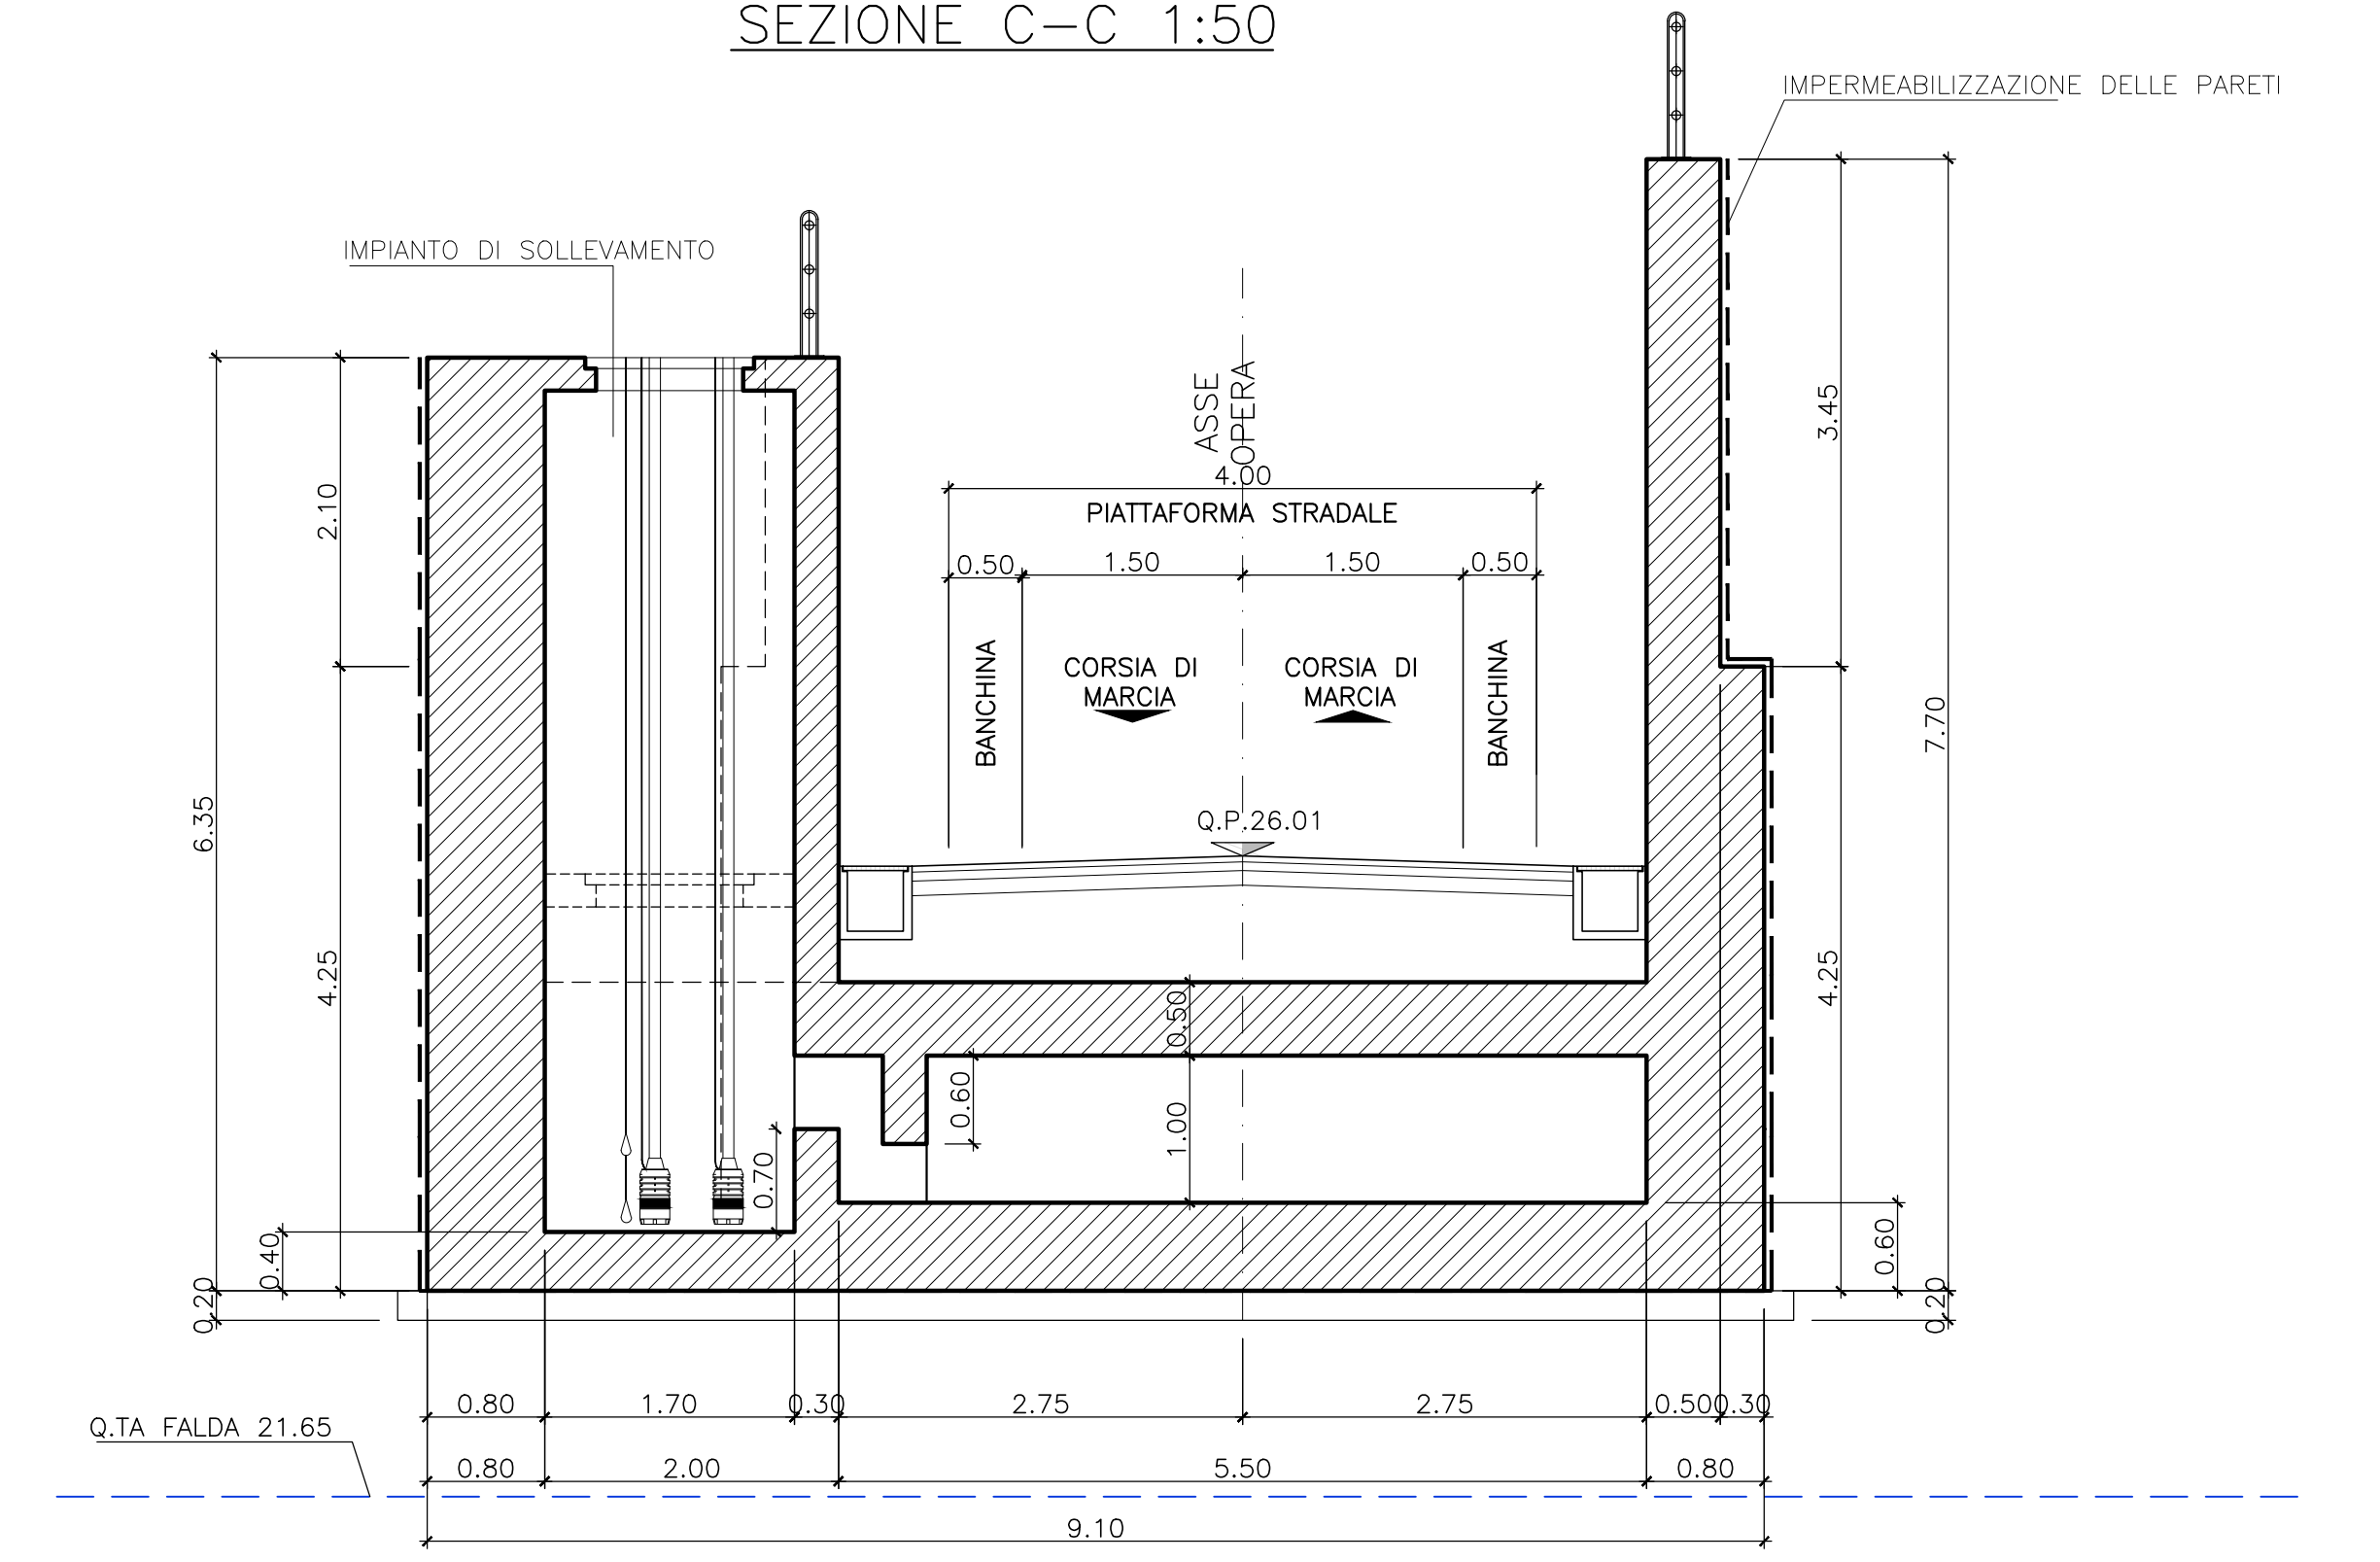 SEZIONE C-C 1:50
IMPERMEABILIZZAZIONE DELLE PARETI
IMPIANTO DI SOLLEVAMENTO
ASSE
OPERA
4.00
PIATTAFORMA STRADALE
0.50
1.50
1.50
0.50
BANCHINA
CORSIA DI
MARCIA
CORSIA DI
MARCIA
BANCHINA
Q.P.26.01
2.10
6.35
4.25
0.40
0.20
3.45
7.70
4.25
0.60
0.20
0.50
0.60
1.00
0.70
0.80
1.70
0.30
2.75
2.75
0.50
0.30
Q.TA FALDA 21.65
0.80
2.00
5.50
0.80
9.10